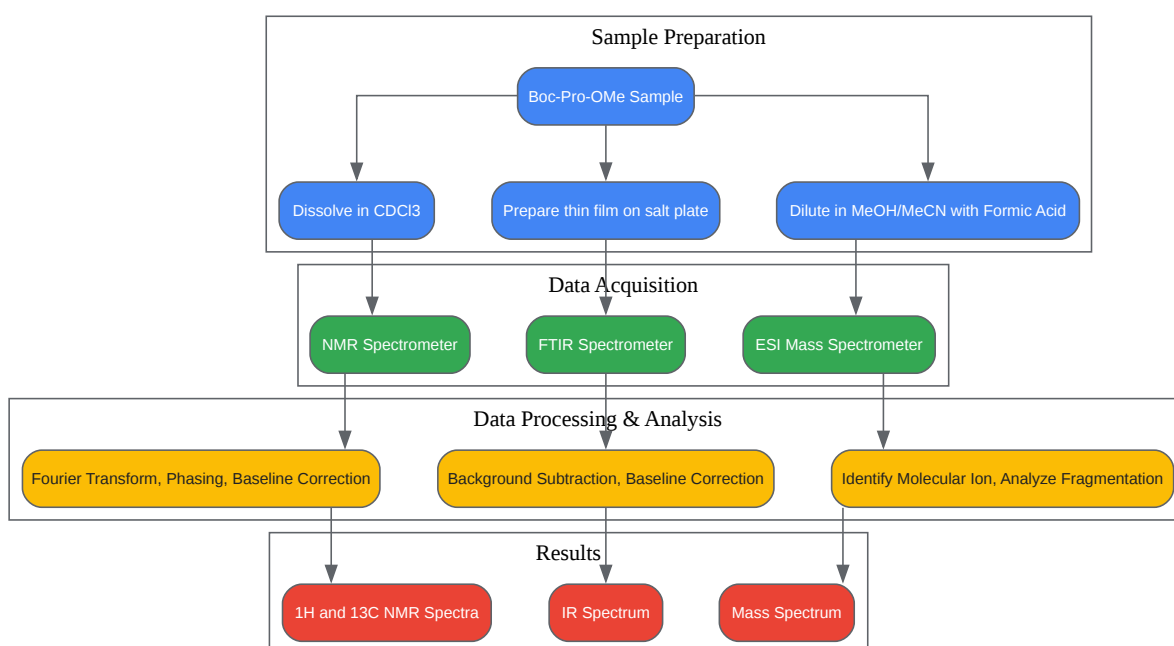 Sample Preparation
Boc-Pro-OMe Sample
Dissolve in CDCl3
Prepare thin film on salt plate
Dilute in MeOH/MeCN with Formic Acid
Data Acquisition
NMR Spectrometer
FTIR Spectrometer
ESI Mass Spectrometer
Data Processing & Analysis
Fourier Transform, Phasing, Baseline Correction
Background Subtraction, Baseline Correction
Identify Molecular Ion, Analyze Fragmentation
Results
1H and 13C NMR Spectra
IR Spectrum
Mass Spectrum